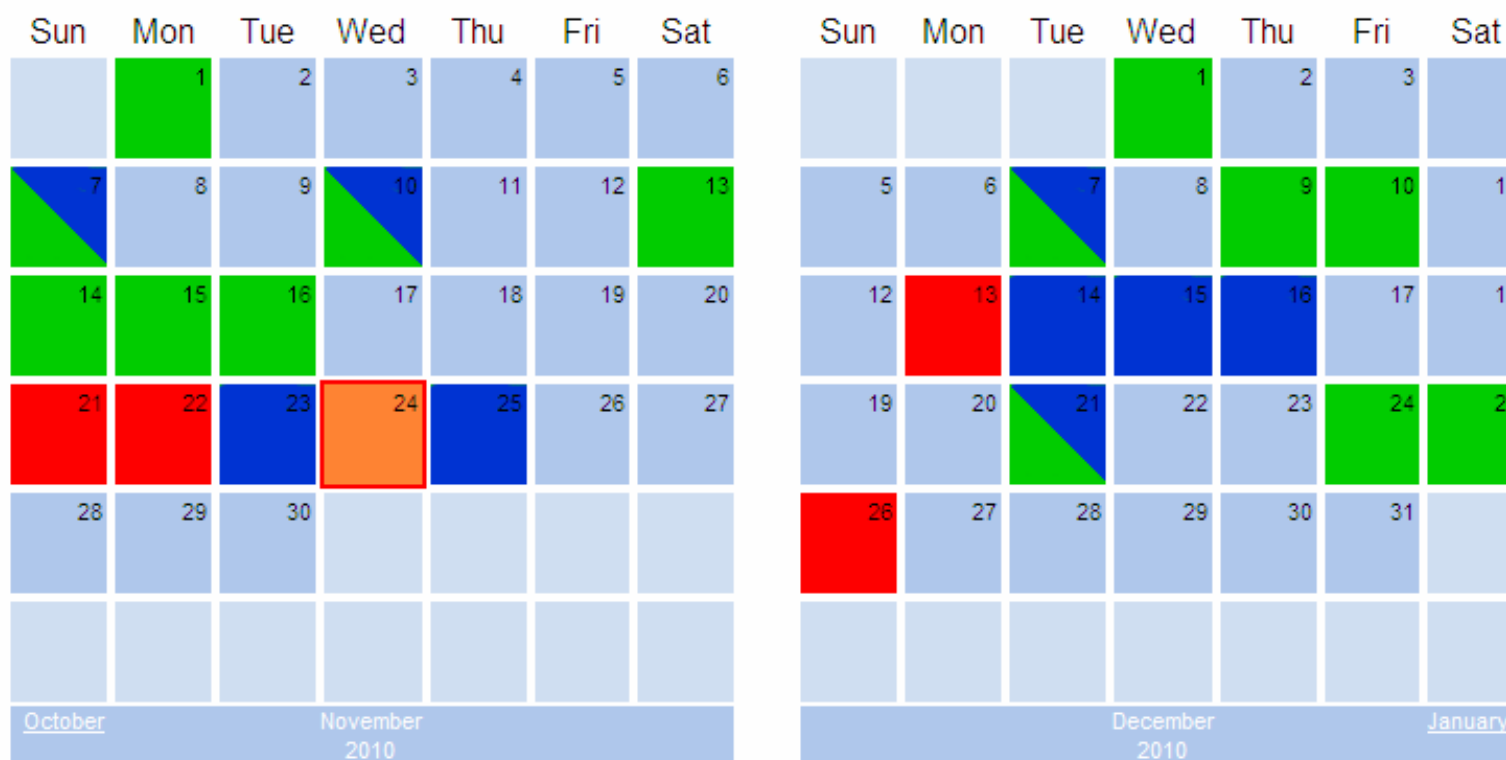 Sun Mon Tue Wed Thu Fri Sat
1 2 3 4 5 6
7 8 9 10 11 12 13
14 15 16 17 18 19 20
21 22 23 24 25 26 27
28 29 30
October November
2010
Sun Mon Tue Wed Thu Fri Sat
1 2 3
5 6 7 8 9 10 1
12 13 14 15 16 17 1
19 20 21 22 23 24 2
26 27 28 29 30 31
December January
2010